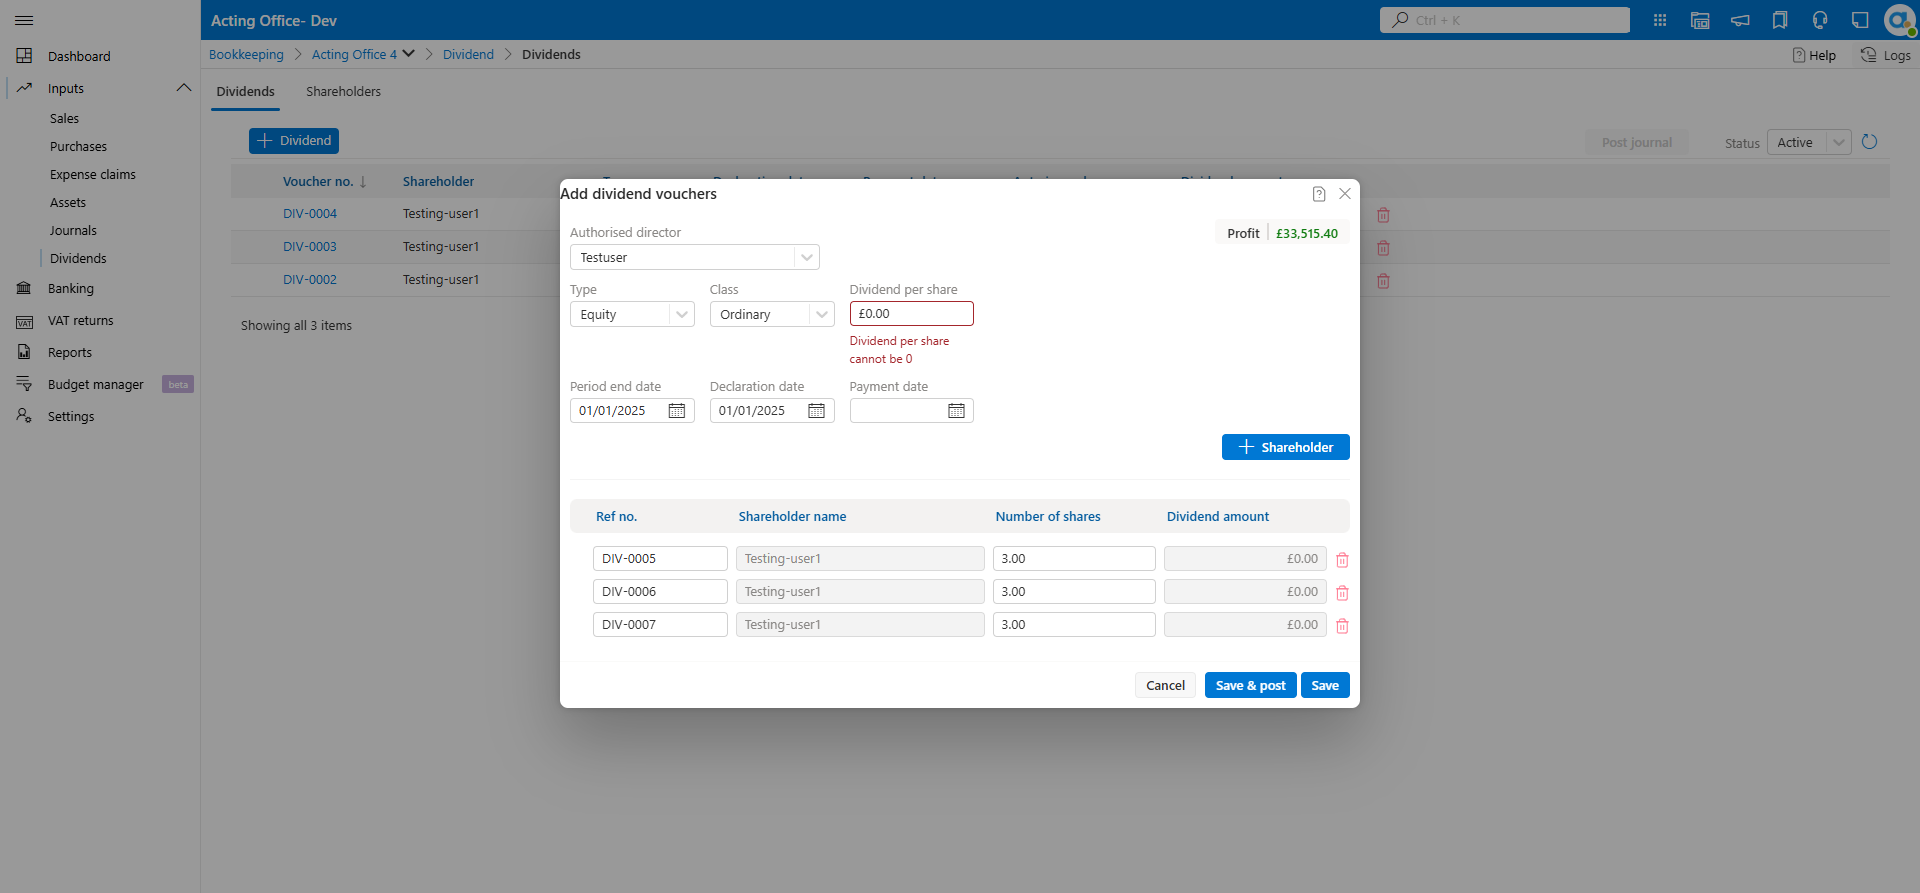 Acting Office- Dev
Ctrl + K
Bookkeeping Acting Office 4 Dividend Dividends
Help Logs
Dashboard
Inputs
Sales
Purchases
Expense claims
Assets
Journals
Dividends
Banking
VAT returns
Reports
Budget manager beta
Settings
Dividends Shareholders
Dividend
Post journal Status Active
Voucher no. Shareholder
DIV-0004 Testing-user1
DIV-0003 Testing-user1
DIV-0002 Testing-user1
Showing all 3 items
Add dividend vouchers
Authorised director
Testuser
Profit £33,515.40
Type Class Dividend per share
Equity Ordinary £0.00
Dividend per share
cannot be 0
Period end date Declaration date Payment date
01/01/2025 01/01/2025
Shareholder
Ref no. Shareholder name Number of shares Dividend amount
DIV-0005 Testing-user1 3.00 £0.00
DIV-0006 Testing-user1 3.00 £0.00
DIV-0007 Testing-user1 3.00 £0.00
Cancel Save & post Save